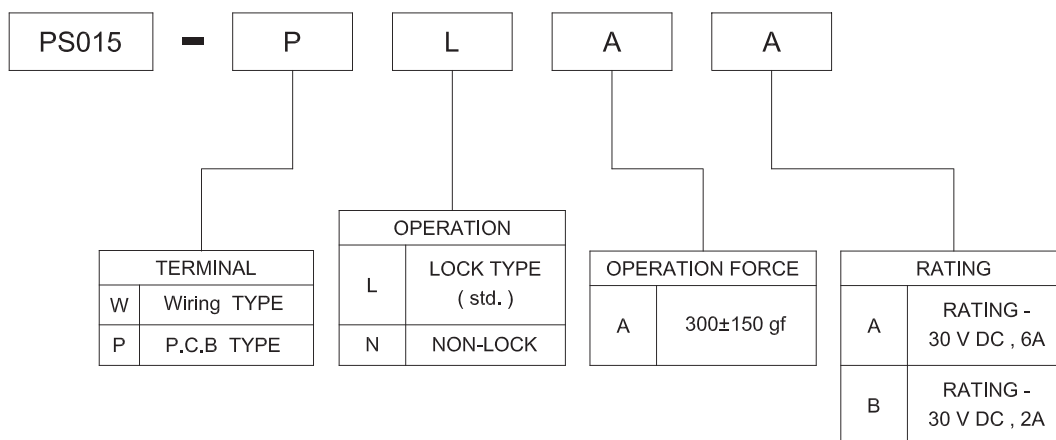 PS015 - P L A A
TERMINAL
W Wiring TYPE
P P.C.B TYPE
OPERATION
L LOCK TYPE
( std. )
N NON-LOCK
OPERATION FORCE
A 300±150 gf
RATING
A RATING -
30 V DC , 6A
B RATING -
30 V DC , 2A